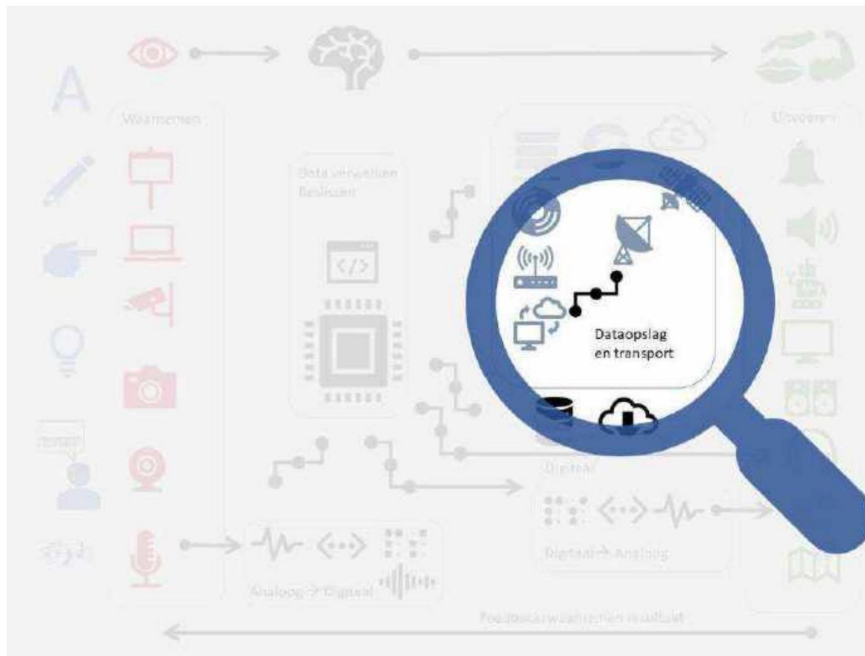 A
Waarnemen
Uitvoeren
Data verwerken
Beslissen
</>
Dataopslag
en transport
Digitaal
Digitaal → Analoog
Analoog → Digitaal